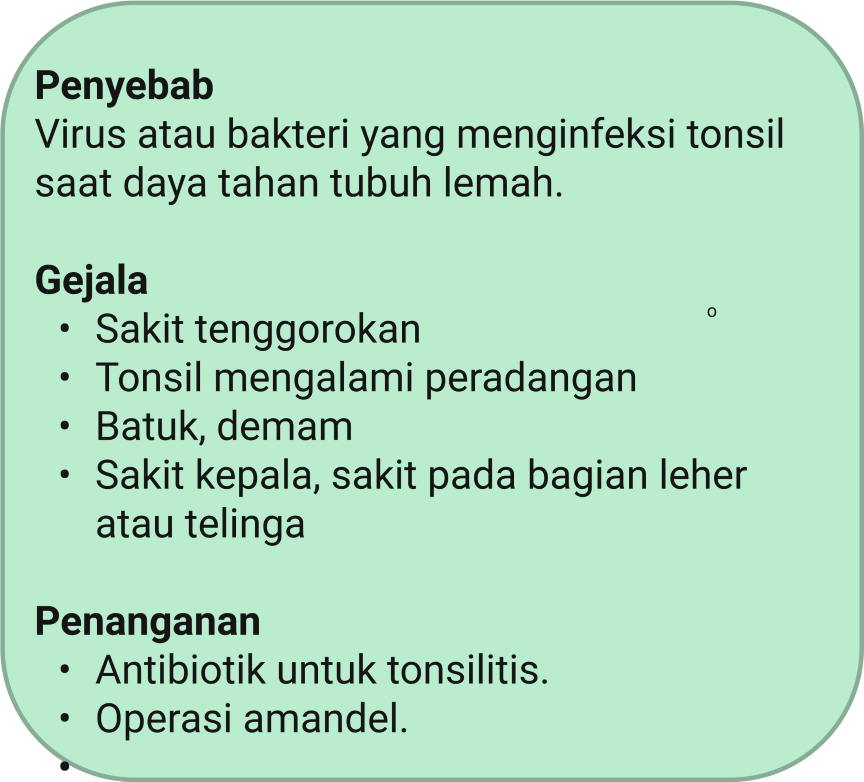 Penyebab
Virus atau bakteri yang menginfeksi tonsil
saat daya tahan tubuh lemah.
Gejala
• Sakit tenggorokan
o
• Tonsil mengalami peradangan
• Batuk, demam
• Sakit kepala, sakit pada bagian leher
atau telinga
Penanganan
• Antibiotik untuk tonsilitis.
• Operasi amandel.
•